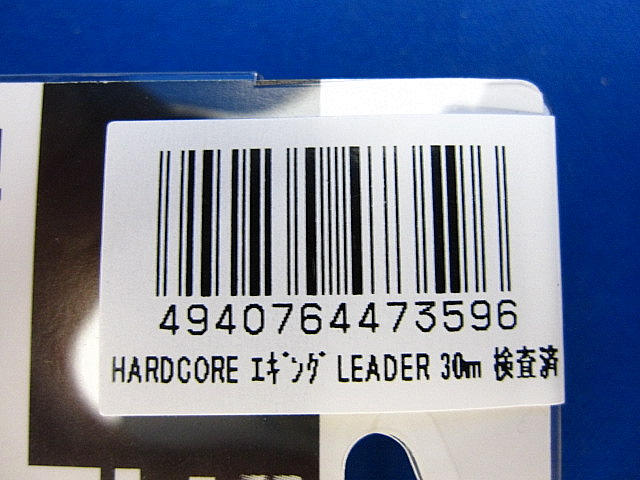 4940764473596
HARDCORE ｴｷﾞﾝｸﾞ LEADER 30m 検査済